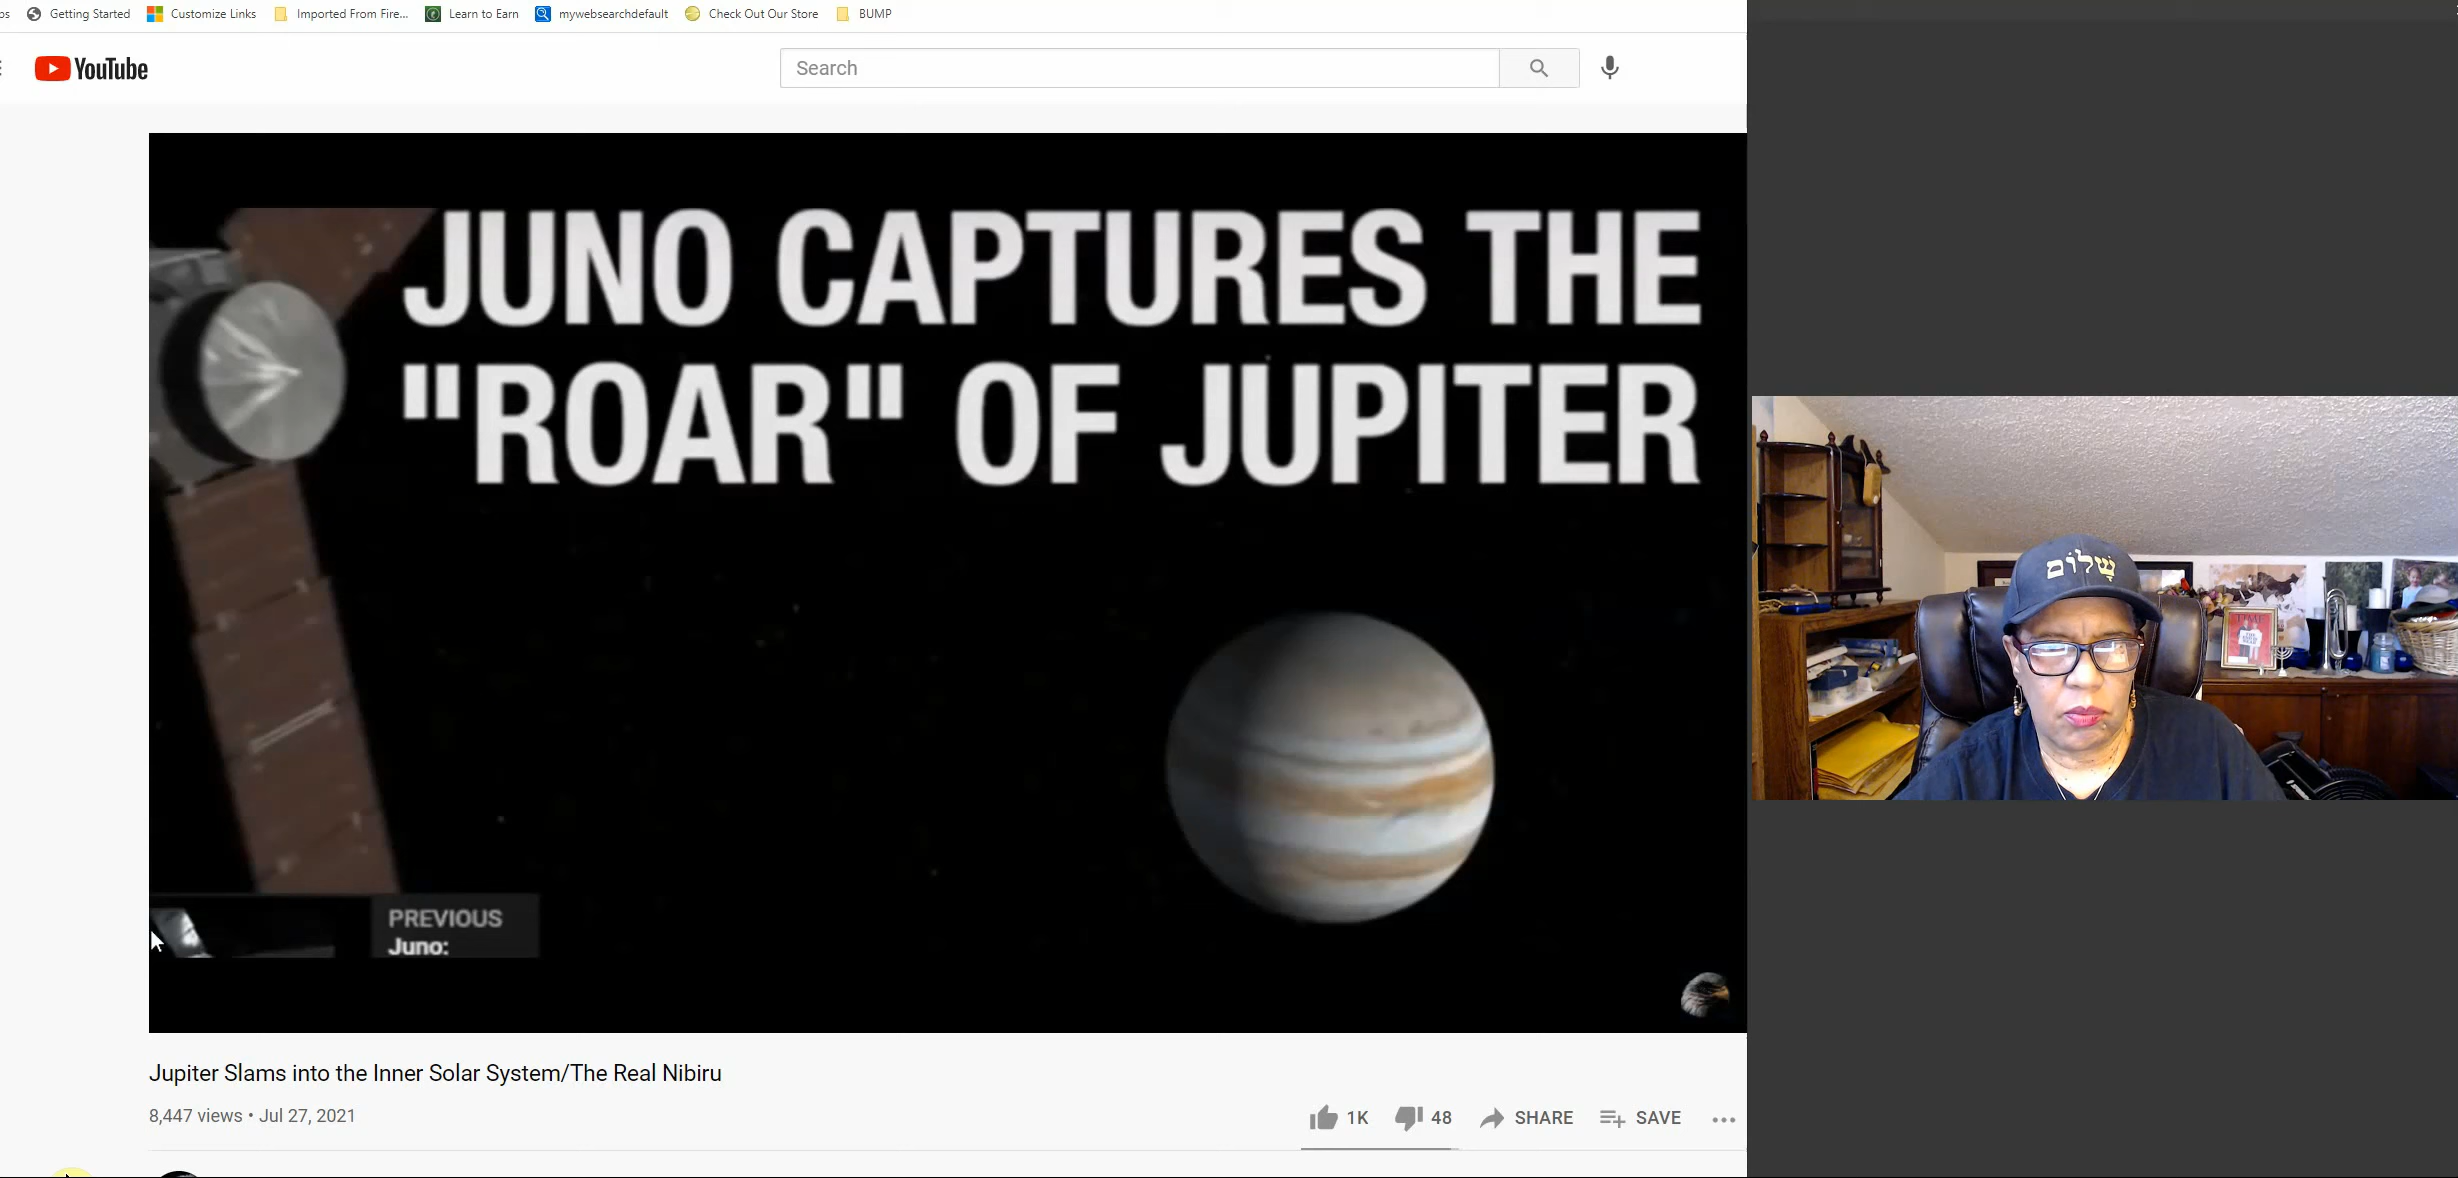 Getting Started
Customize Links
Imported From Fire...
Learn to Earn
mywebsearchdefault
Check Out Our Store
BUMP
YouTube
Search
JUNO CAPTURES THE
"ROAR" OF JUPITER
PREVIOUS
Juno:
שָׁלוֹם
TIME
Jupiter Slams into the Inner Solar System/The Real Nibiru
8,447 views • Jul 27, 2021
1K
48
SHARE
SAVE